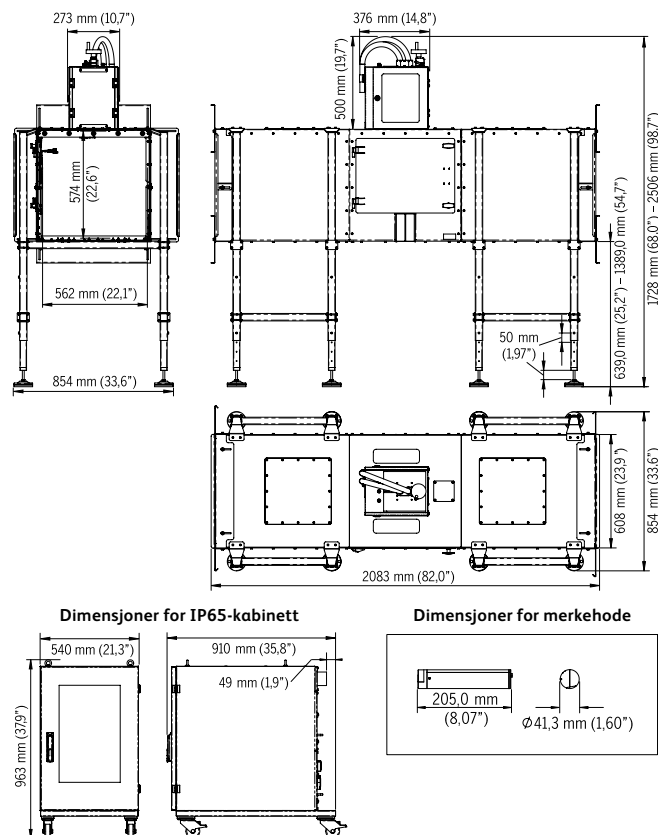 273 mm (10,7”)
376 mm (14,8”)
500 mm (19,7”)
574 mm
(22,6”)
562 mm (22,1”)
854 mm (33,6”)
50 mm
(1,97”)
639,0 mm (25,2”) – 1389,0 mm (54,7”)
1728 mm (68.0”) – 2506 mm (98.7”)
608 mm (23,9”)
854 mm (33.6”)
2083 mm (82,0”)
Dimensjoner for IP65-kabinett
540 mm (21,3”)
910 mm (35,8”)
49 mm (1,9”)
963 mm (37,9”)
Dimensjoner for merkehode
205,0 mm
(8,07”)
Ø41,3 mm (1,60”)